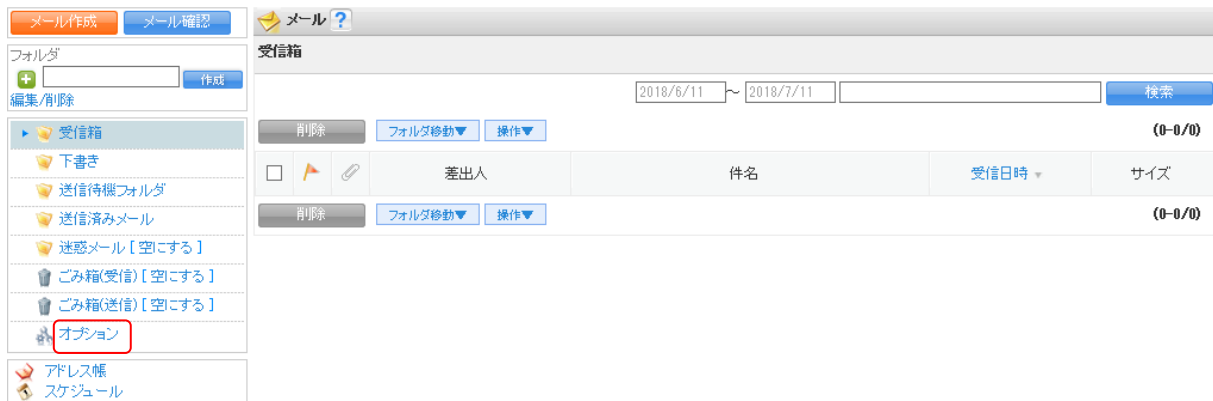 メール作成 メール確認
フォルダ
作成
編集/削除
受信箱
下書き
送信待機フォルダ
送信済みメール
迷惑メール [ 空にする ]
ごみ箱(受信) [ 空にする ]
ごみ箱(送信) [ 空にする ]
オプション
アドレス帳
スケジュール
メール ?
受信箱
2018/6/11 ～ 2018/7/11 検索
削除 フォルダ移動▼ 操作▼ (0-0/0)
差出人 件名 受信日時 ▼ サイズ
削除 フォルダ移動▼ 操作▼ (0-0/0)